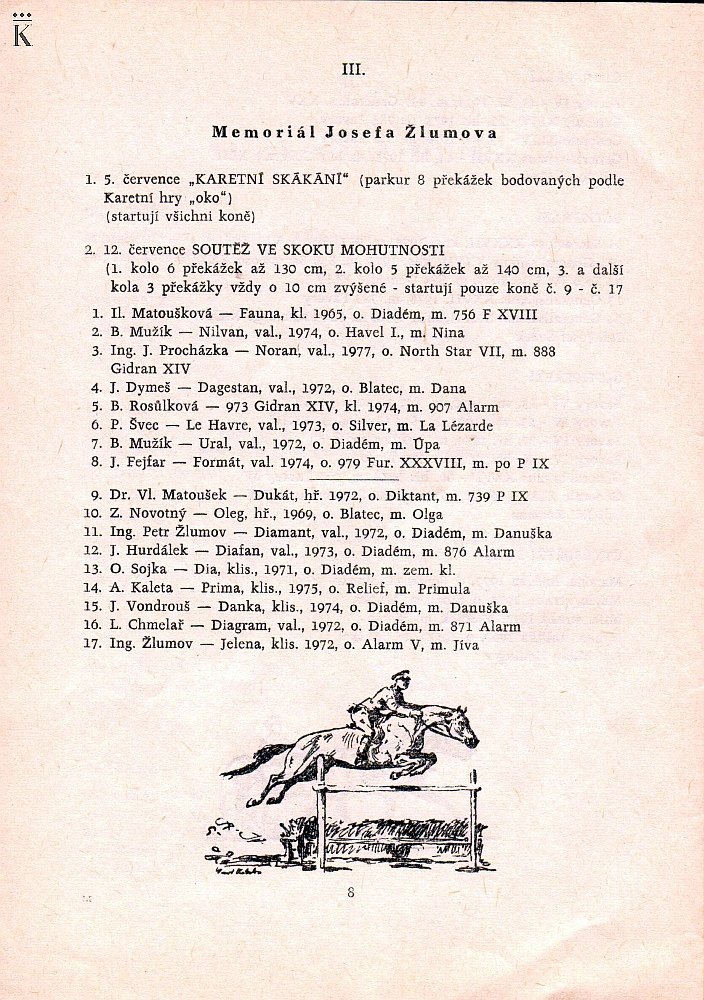 K
III.
Memoriál Josefa Žlumova
1. 5. července „KARETNÍ SKÁKÁNÍ" (parkur 8 překážek bodovaných podle
Karetní hry „oko")
(startují všichni koně)
2. 12. července SOUTĚŽ VE SKOKU MOHUTNOSTI
(1. kolo 6 překážek až 130 cm, 2. kolo 5 překážek až 140 cm, 3. a další
kola 3 překážky vždy o 10 cm zvýšené - startují pouze koně č. 9 - č. 17
1. Il. Matoušková — Fauna, kl. 1965, o. Diadém, m. 756 F XVIII
2. B. Mužík — Nilvan, val., 1974, o. Havel I., m. Nina
3. Ing. J. Procházka — Noran, val., 1977, o. North Star VII, m. 888
Gidran XIV
4. J. Dymeš — Dagestan, val., 1972, o. Blatec, m. Dana
5. B. Rosůlková — 973 Gidran XIV, kl. 1974, m. 907 Alarm
6. P. Švec — Le Havre, val., 1973, o. Silver, m. La Lézarde
7. B. Mužík — Ural, val., 1972, o. Diadém, m. Úpa
8. J. Fejfar — Formát, val. 1974, o. 979 Fur. XXXVIII, m. po P IX
9. Dr. Vl. Matoušek — Dukát, hř. 1972, o. Diktant, m. 739 P IX
10. Z. Novotný — Oleg, hř., 1969, o. Blatec, m. Olga
11. Ing. Petr Žlumov — Diamant, val., 1972, o. Diadém, m. Danuška
12. J. Hurdálek — Diafan, val., 1973, o. Diadém, m. 876 Alarm
13. O. Sojka — Dia, klis., 1971, o. Diadém, m. zem. kl.
14. A. Kaleta — Prima, klis., 1975, o. Relief, m. Primula
15. J. Vondrouš — Danka, klis., 1974, o. Diadém, m. Danuška
16. L. Chmelař — Diagram, val., 1972, o. Diadém, m. 871 Alarm
17. Ing. Žlumov — Jelena, klis. 1972, o. Alarm V, m. Jíva
8